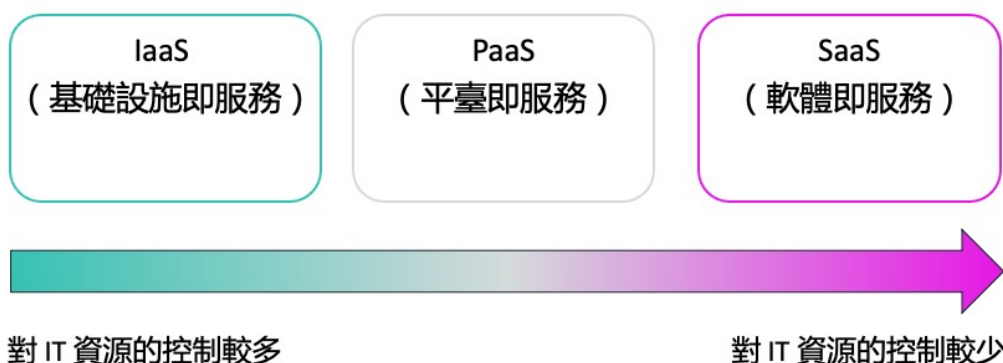 IaaS
（基礎設施即服務）
PaaS
（平臺即服務）
SaaS
（軟體即服務）
對 IT 資源的控制較多
對 IT 資源的控制較少